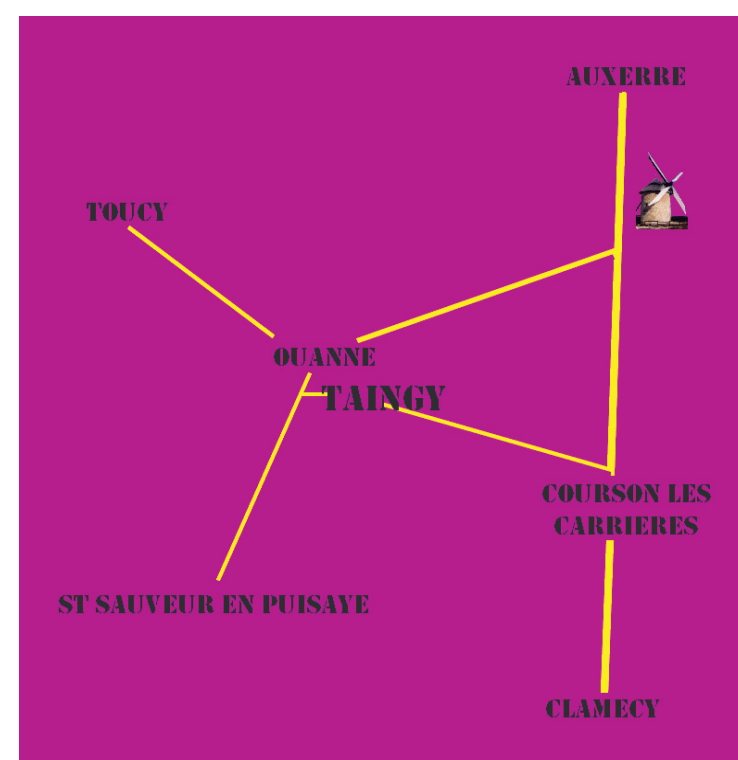 AUXERRE
TOUCY
OUANNE
TAINGY
COURSON LES
CARRIERES
ST SAUVEUR EN PUISAYE
CLAMECY